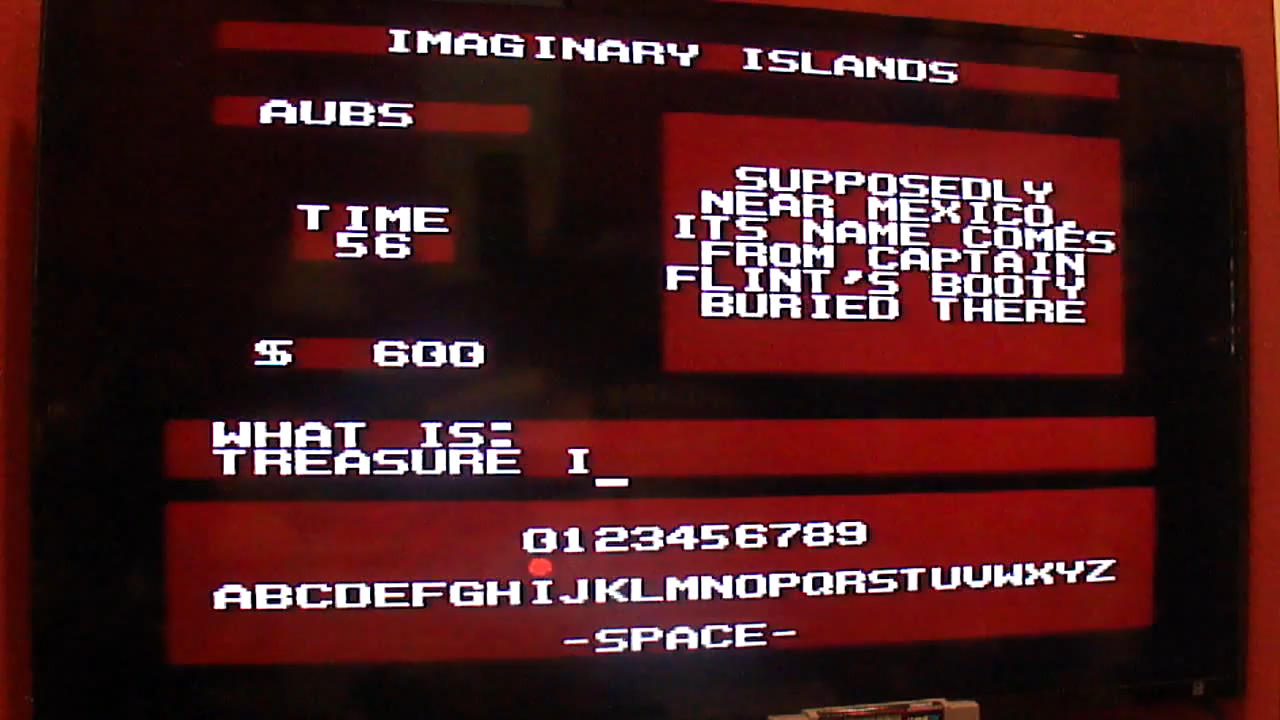 IMAGINARY ISLANDS
AUBS
TIME
56
$ 600
SUPPOSEDLY
NEAR MEXICO,
ITS NAME COMES
FROM CAPTAIN
FLINT'S BOOTY
BURIED THERE
WHAT IS:
TREASURE I_
0123456789
ABCDEFGHIJKLMNOPQRSTUVWXYZ
-SPACE-